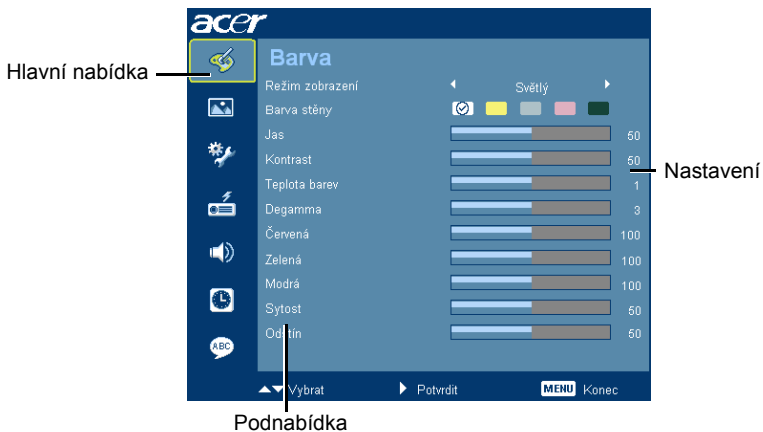 acer
Hlavní nabídka
Barva
Režim zobrazení Světlý
Barva stěny
Jas 50
Kontrast 50
Nastavení
Teplota barev 1
Degamma 3
Červená 100
Zelená 100
Modrá 100
Sytost 50
Odstín 50
ABC
Vybrat Potvrdit MENU Konec
Podnabídka